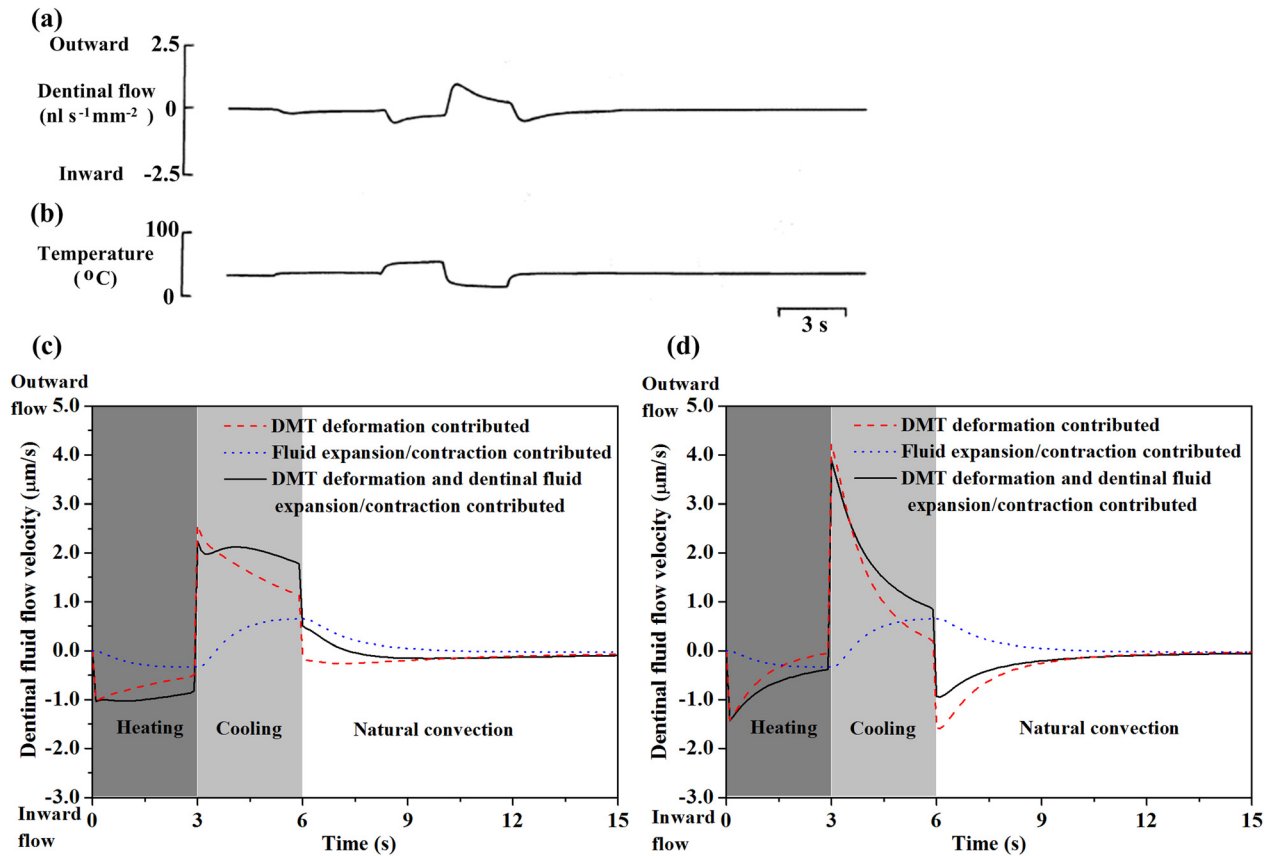 (a)
Outward 2.5
Dentinal flow 0
(nl s-1mm-2 )
Inward -2.5
(b)
100
Temperature
(ºC)
0
3 s
(c)
Outward
flow
5.0
4.0
3.0
2.0
1.0
0.0
-1.0
-2.0
-3.0
Dentinal fluid flow velocity (μm/s)
DMT deformation contributed
Fluid expansion/contraction contributed
DMT deformation and dentinal fluid
expansion/contraction contributed
Heating
Cooling
Natural convection
Inward
flow
0 3 6 9 12 15
Time (s)
(d)
Outward
flow
5.0
4.0
3.0
2.0
1.0
0.0
-1.0
-2.0
-3.0
Dentinal fluid flow velocity (μm/s)
DMT deformation contributed
Fluid expansion/contraction contributed
DMT deformation and dentinal fluid
expansion/contraction contributed
Heating
Cooling
Natural convection
Inward
flow
0 3 6 9 12 15
Time (s)